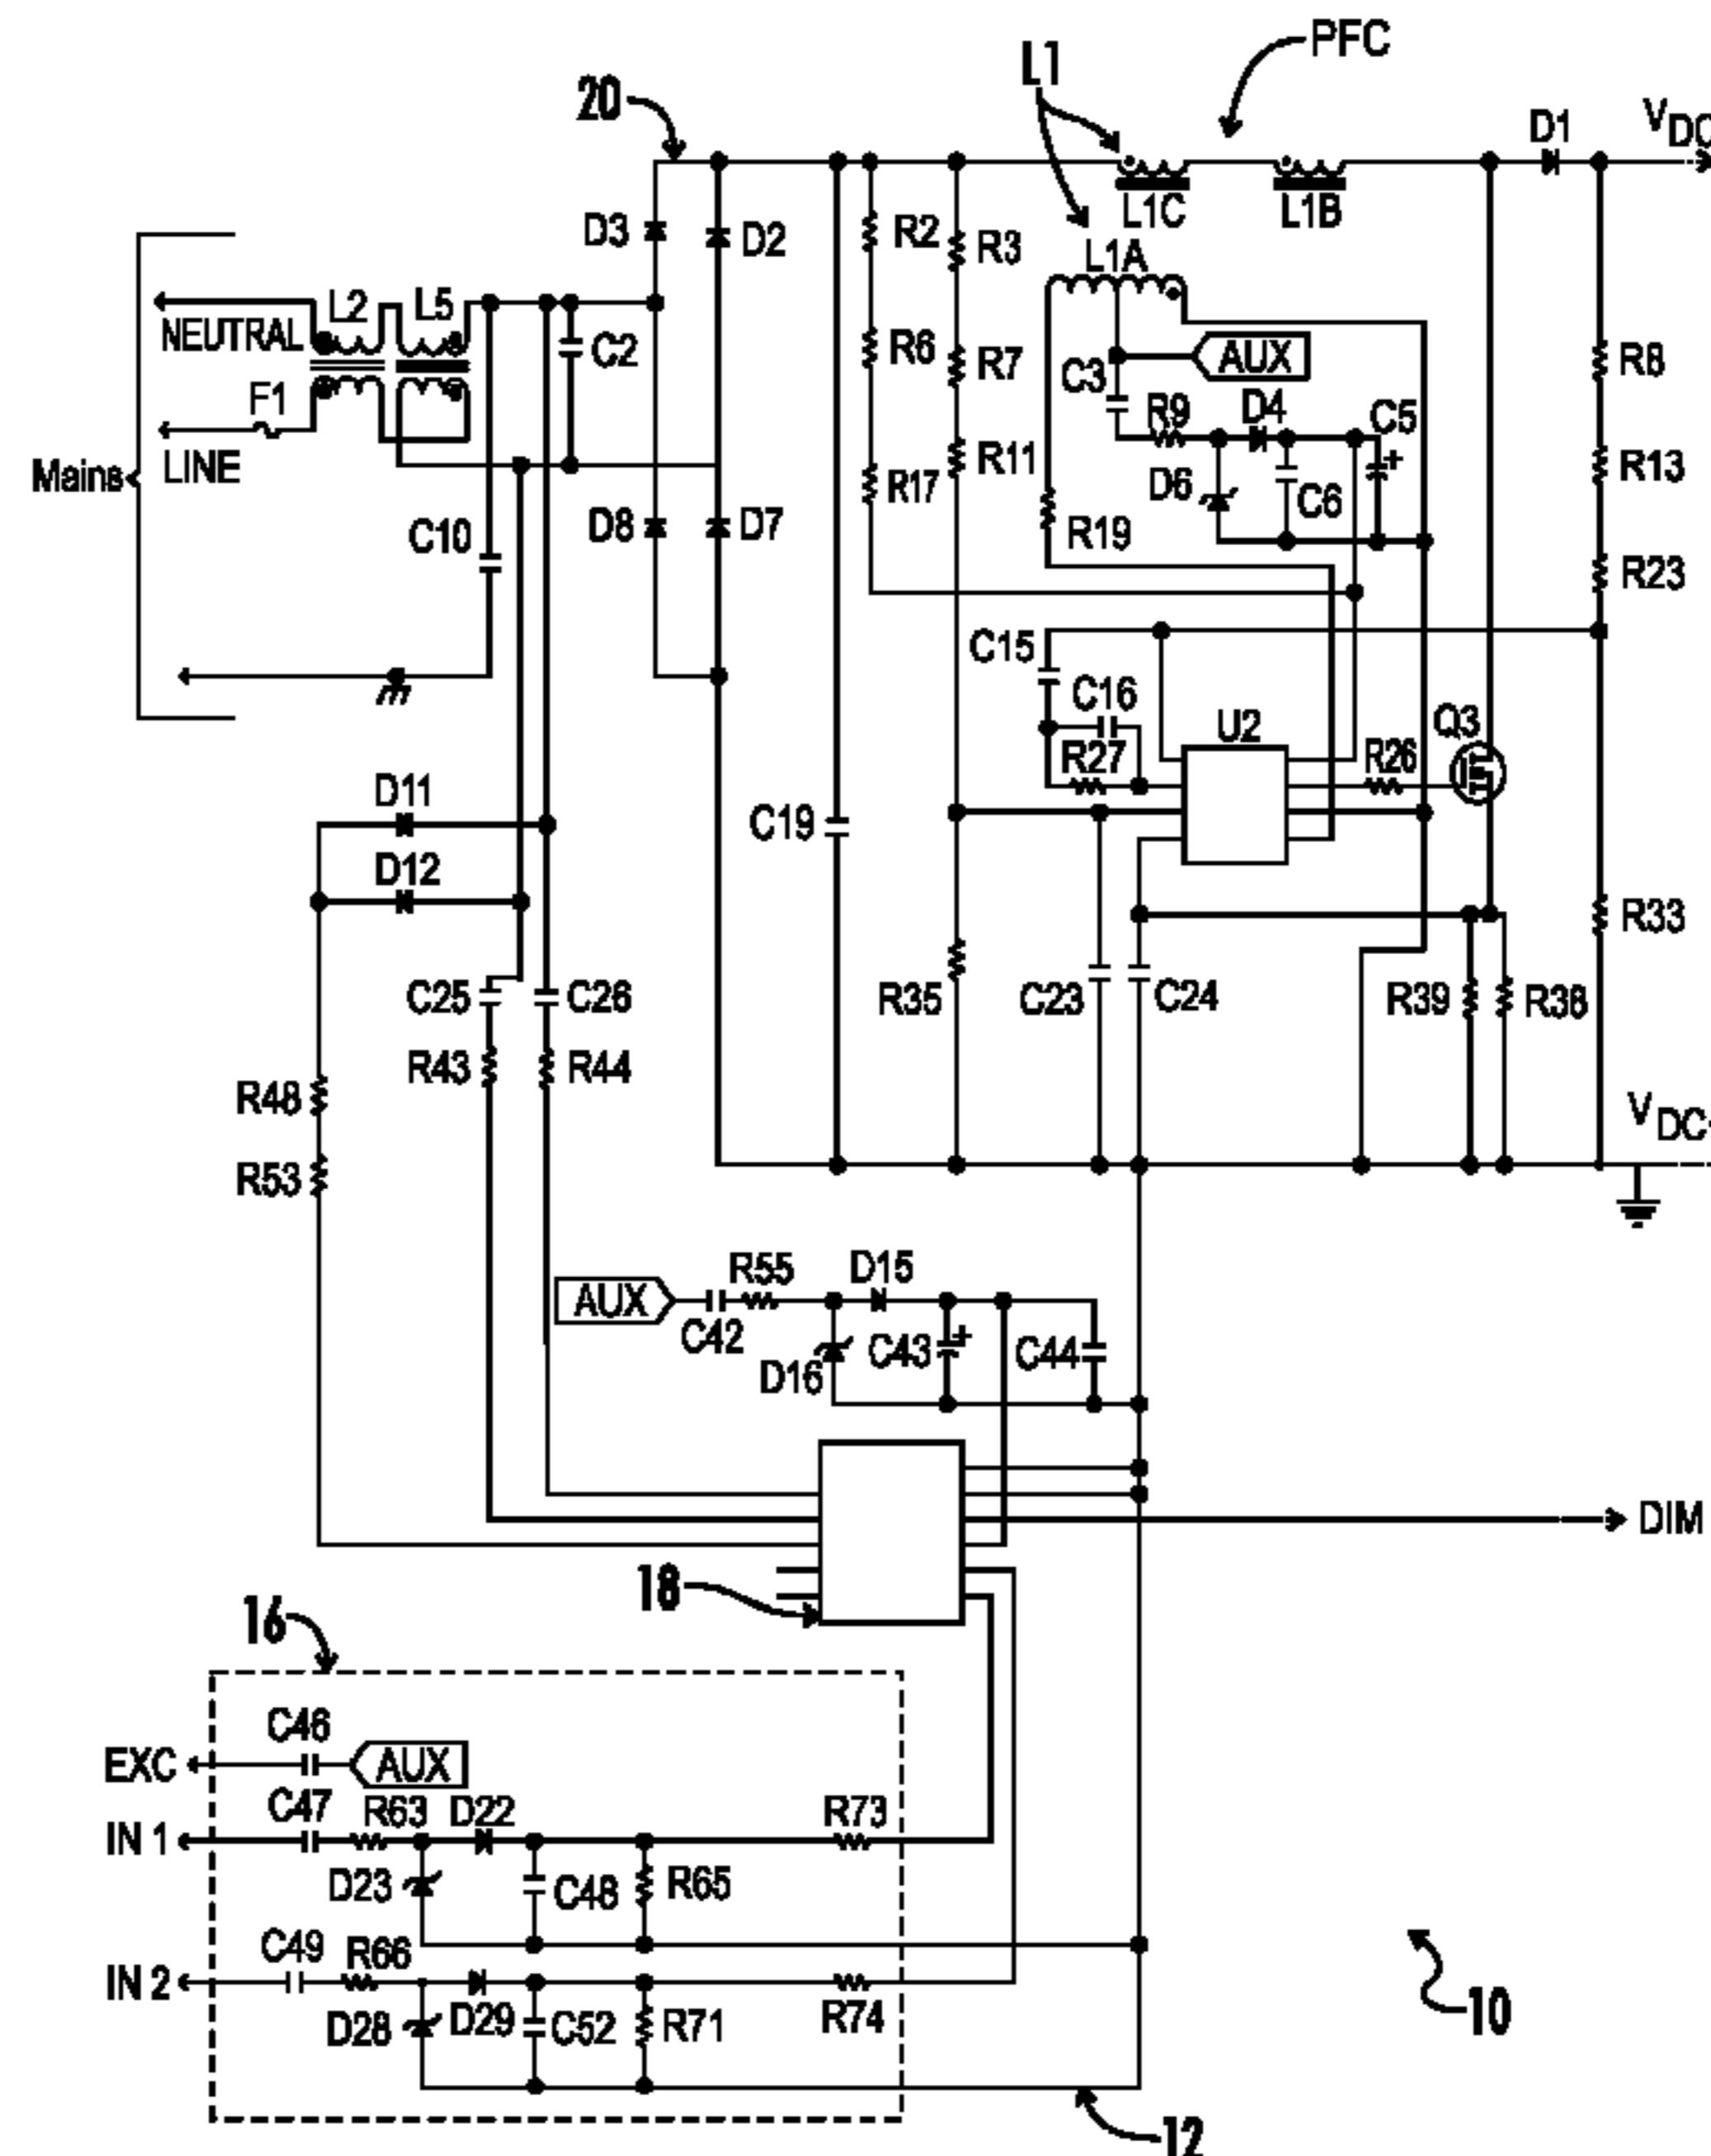 PFC
L1
20
D1
VDC
L1C
L1B
D3
D2
R2
R3
L1A
L2
L5
NEUTRAL
C2
R6
R7
C3
AUX
R8
F1
R9
D4
C5
LINE
Mains
R11
R17
D6
C6
R13
C10
D8
D7
R19
R23
C15
C16
U2
Q3
R27
R26
D11
C19
D12
R33
C25
C26
R35
C23
C24
R39
R38
R43
R44
R48
VDC-
R53
R55
D15
AUX
C42
C43
C44
D16
DIM
18
16
C46
EXC
AUX
C47
R63
D22
R73
IN 1
D23
C48
R65
C49
R66
IN 2
D28
D29
C52
R71
R74
10
12